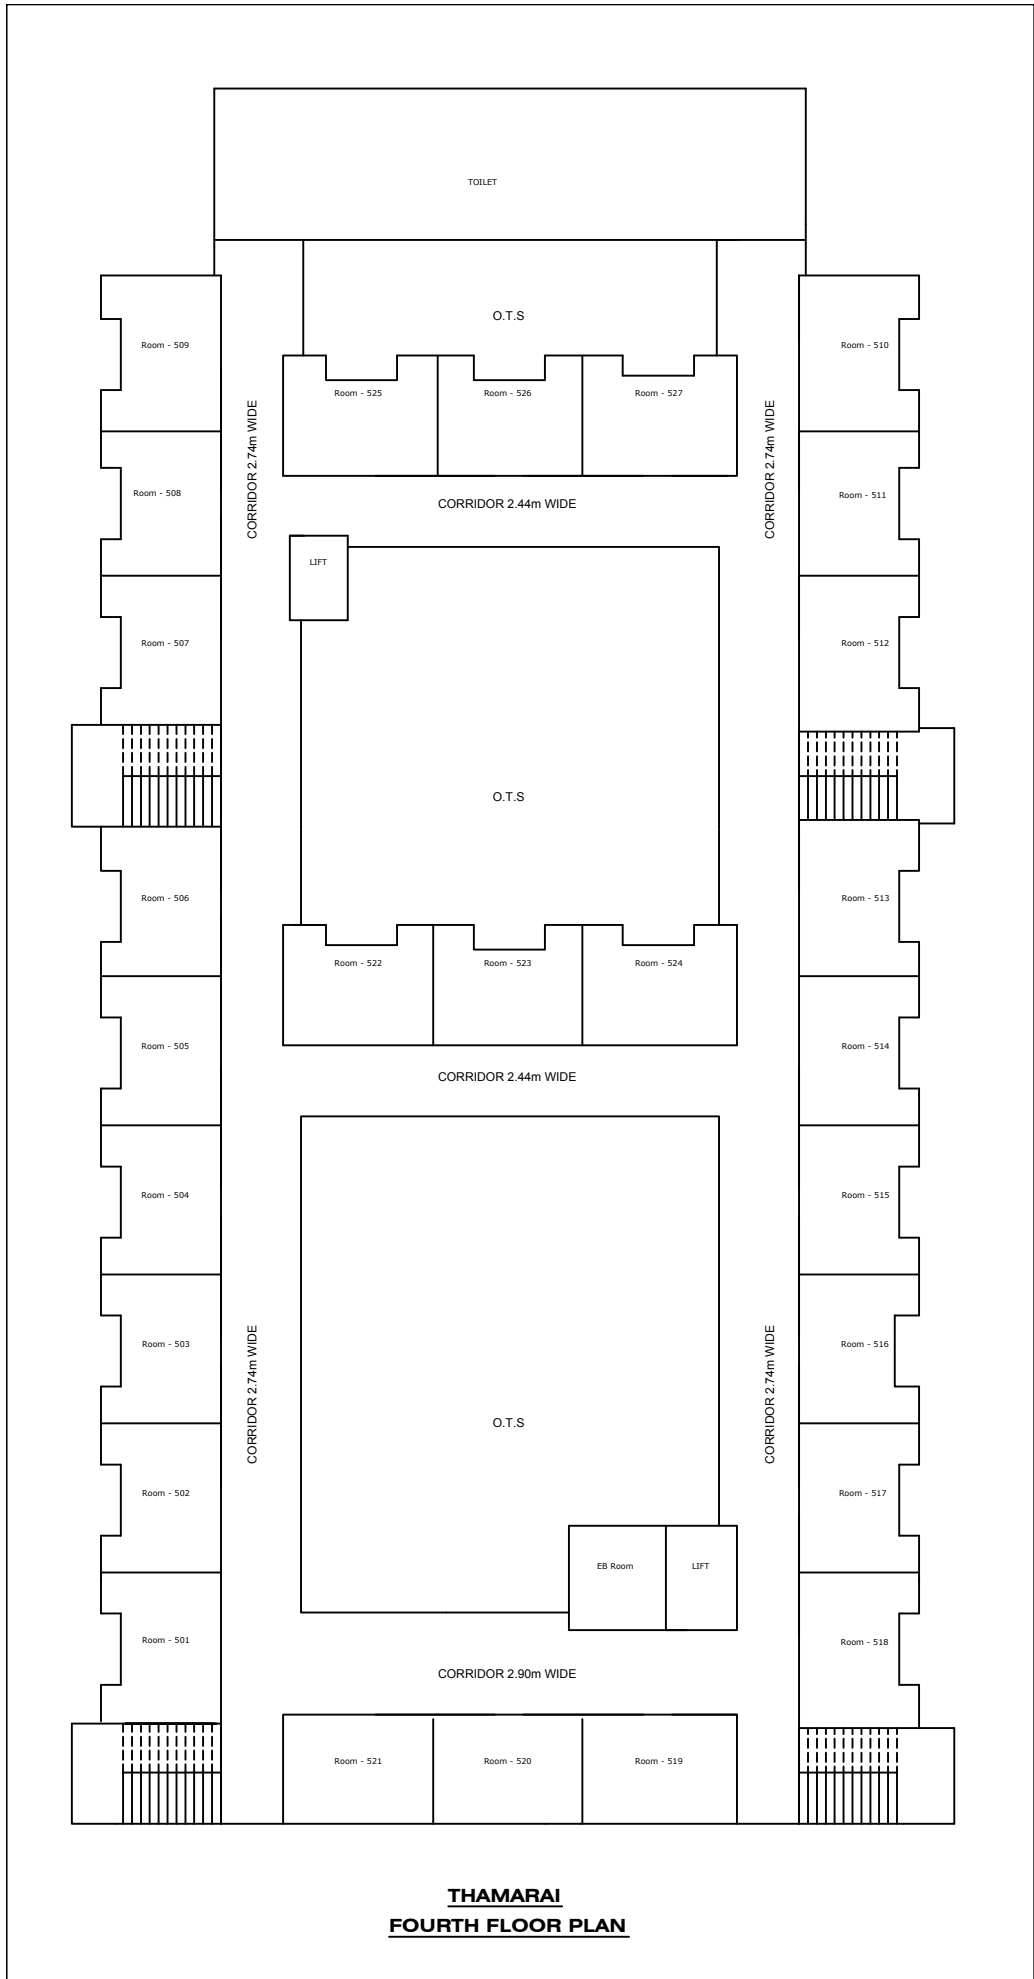 TOILET
O.T.S
Room - 509
Room - 510
Room - 525
Room - 526
Room - 527
CORRIDOR 2.74m WIDE
CORRIDOR 2.74m WIDE
Room - 508
Room - 511
CORRIDOR 2.44m WIDE
LIFT
Room - 507
Room - 512
O.T.S
Room - 506
Room - 513
Room - 522
Room - 523
Room - 524
Room - 505
Room - 514
CORRIDOR 2.44m WIDE
Room - 504
Room - 515
Room - 503
Room - 516
CORRIDOR 2.74m WIDE
CORRIDOR 2.74m WIDE
O.T.S
Room - 502
Room - 517
EB Room
LIFT
Room - 501
Room - 518
CORRIDOR 2.90m WIDE
Room - 521
Room - 520
Room - 519
THAMARAI
FOURTH FLOOR PLAN